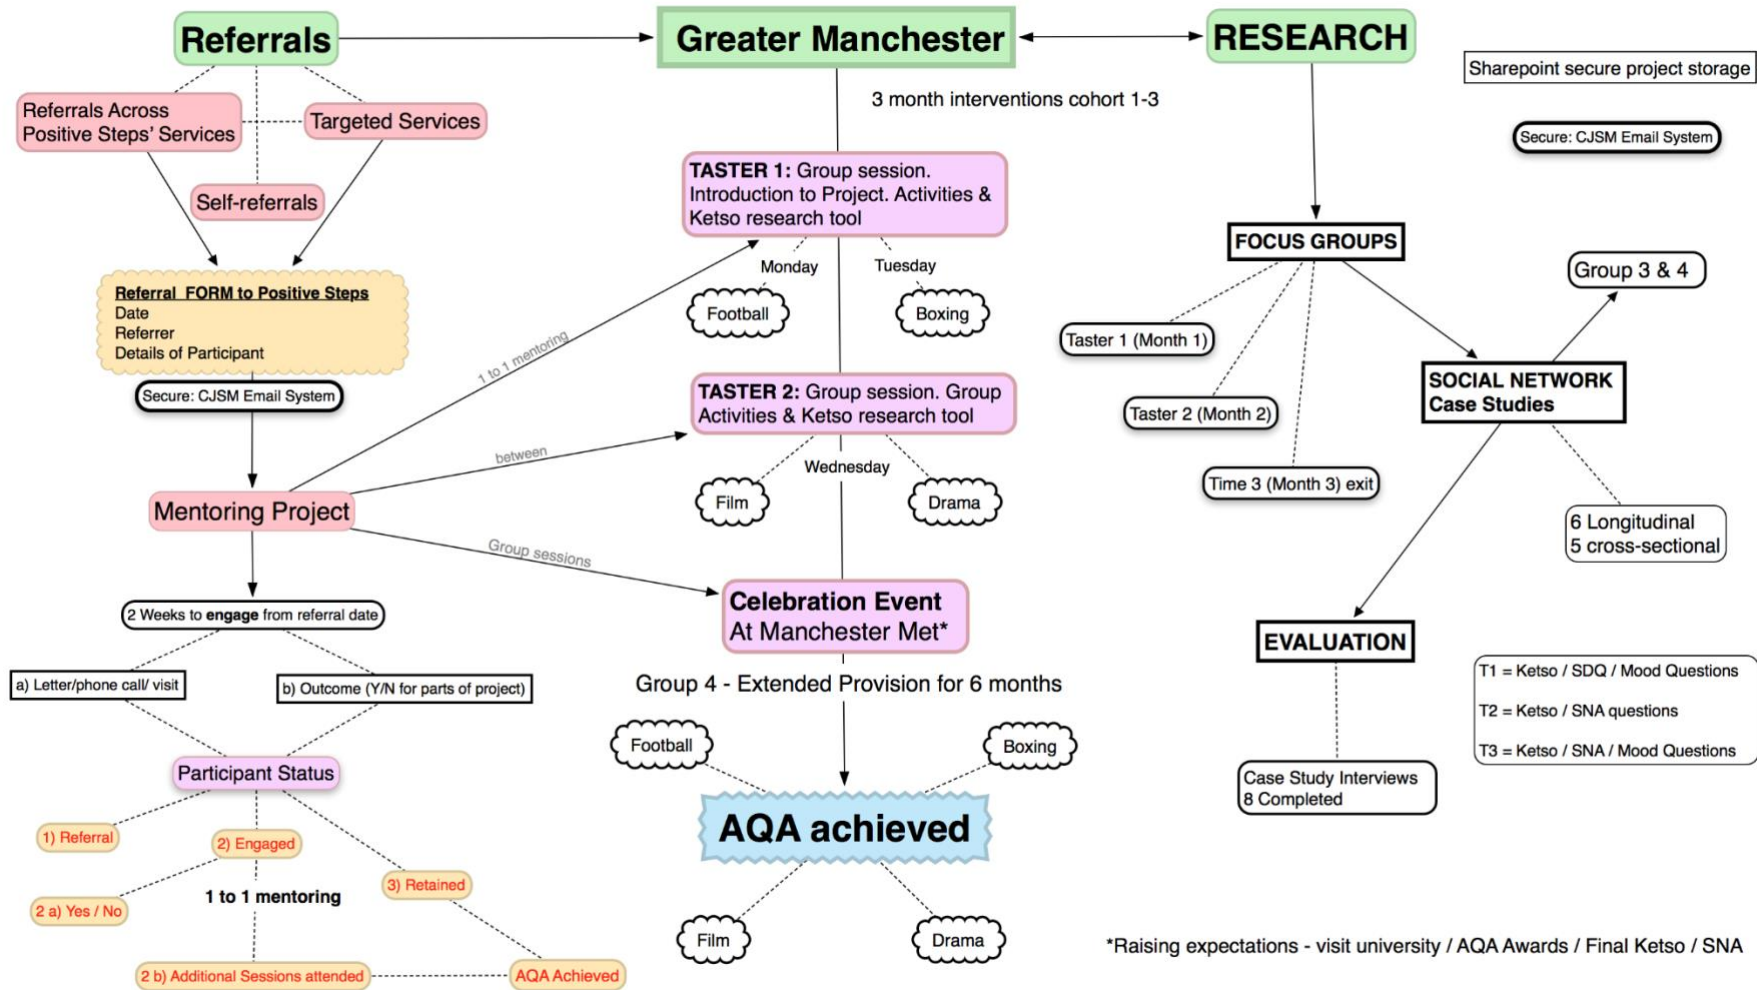 Referrals
Greater Manchester
RESEARCH
Sharepoint secure project storage
3 month interventions cohort 1-3
Secure: CJSM Email System
Referrals Across
Positive Steps' Services
Targeted Services
Self-referrals
Referral FORM to Positive Steps
Date
Referrer
Details of Participant
Secure: CJSM Email System
Mentoring Project
1 to 1 mentoring
between
Group sessions
2 Weeks to engage from referral date
a) Letter/phone call/ visit
b) Outcome (Y/N for parts of project)
Participant Status
1) Referral
2) Engaged
3) Retained
2 a) Yes / No
1 to 1 mentoring
2 b) Additional Sessions attended
AQA Achieved
TASTER 1: Group session.
Introduction to Project. Activities &
Ketso research tool
Monday
Tuesday
Football
Boxing
TASTER 2: Group session. Group
Activities & Ketso research tool
Wednesday
Film
Drama
Celebration Event
At Manchester Met*
Group 4 - Extended Provision for 6 months
Football
Boxing
AQA achieved
Film
Drama
FOCUS GROUPS
Group 3 & 4
Taster 1 (Month 1)
Taster 2 (Month 2)
Time 3 (Month 3) exit
SOCIAL NETWORK
Case Studies
6 Longitudinal
5 cross-sectional
EVALUATION
Case Study Interviews
8 Completed
T1 = Ketso / SDQ / Mood Questions
T2 = Ketso / SNA questions
T3 = Ketso / SNA / Mood Questions
*Raising expectations - visit university / AQA Awards / Final Ketso / SNA